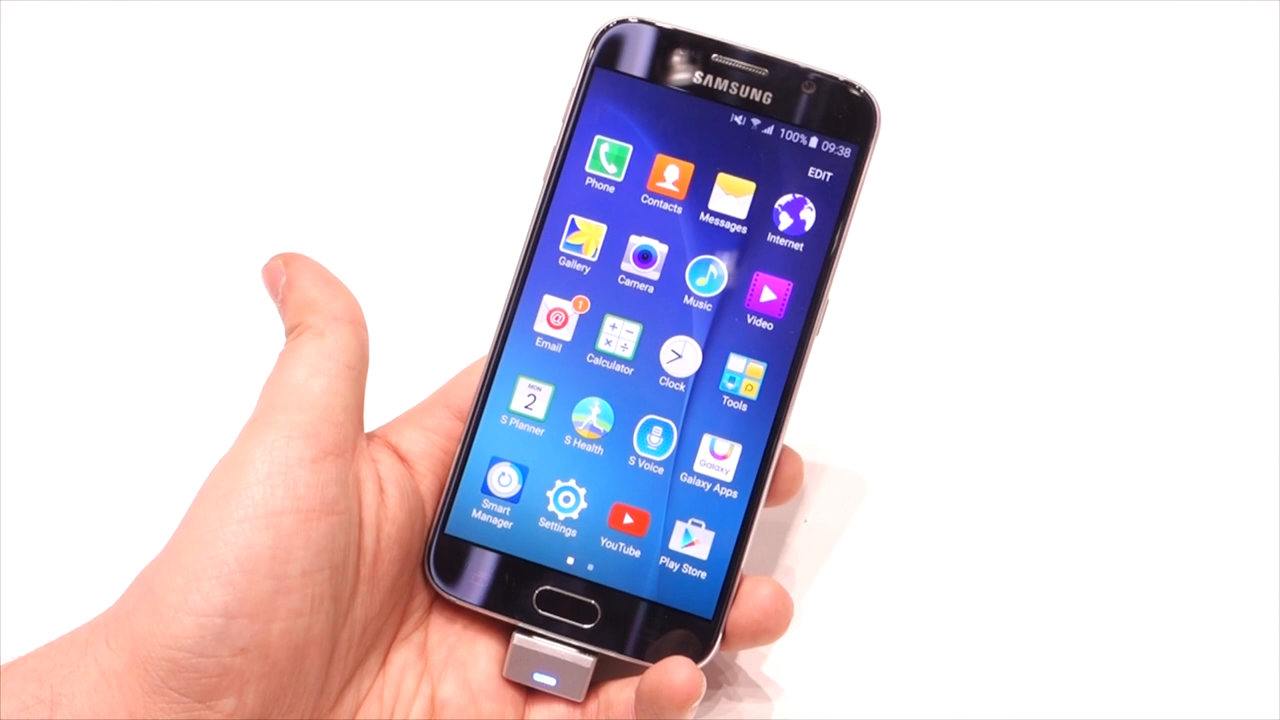 SAMSUNG
100% 09:38
EDIT
Phone
Contacts
Messages
Internet
Gallery
Camera
Music
Video
1
@
Email
Calculator
Clock
Tools
MON
2
S Planner
S Health
S Voice
Galaxy
Galaxy Apps
Smart
Manager
Settings
YouTube
Play Store